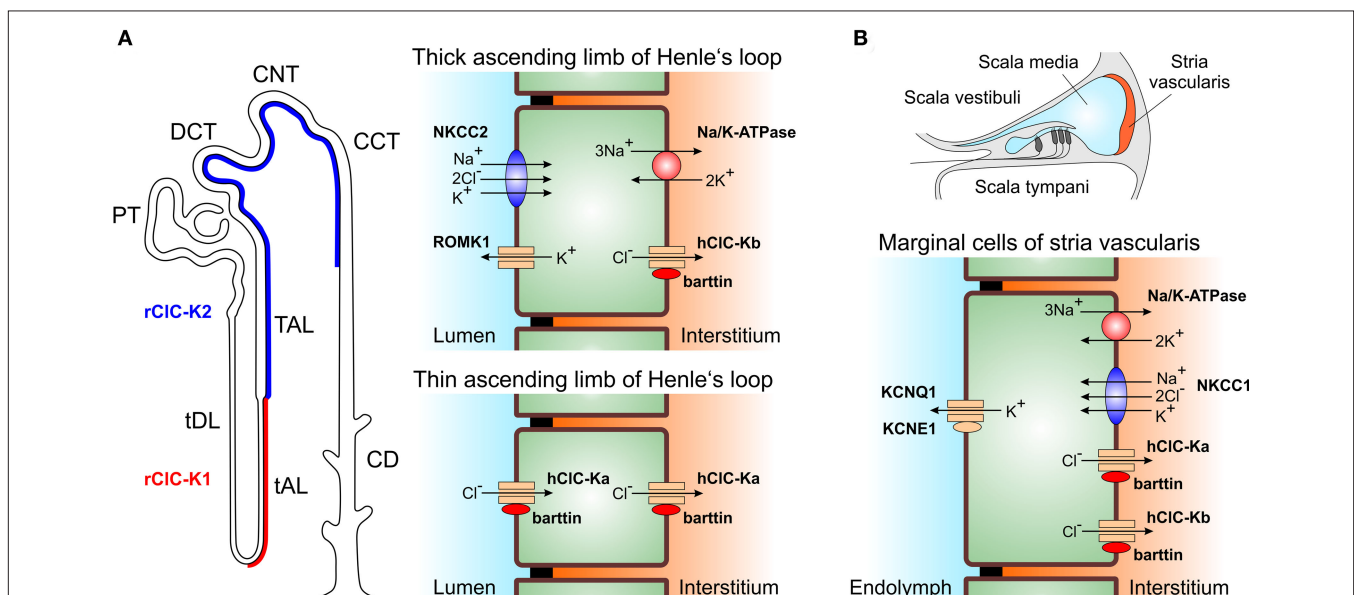 A
CNT
DCT
CCT
PT
rClC-K2
TAL
tDL
rClC-K1
tAL
CD
Thick ascending limb of Henle‘s loop
NKCC2
Na/K-ATPase
Na+
2Cl-
K+
3Na+
2K+
ROMK1
K+
Cl-
hClC-Kb
barttin
Lumen
Interstitium
Thin ascending limb of Henle‘s loop
hClC-Ka
hClC-Ka
Cl-
Cl-
barttin
barttin
Lumen
Interstitium
B
Scala media
Stria
vascularis
Scala vestibuli
Scala tympani
Marginal cells of stria vascularis
Na/K-ATPase
3Na+
2K+
Na+
NKCC1
2Cl-
K+
KCNQ1
K+
KCNE1
hClC-Ka
Cl-
barttin
hClC-Kb
Cl-
barttin
Endolymph
Interstitium